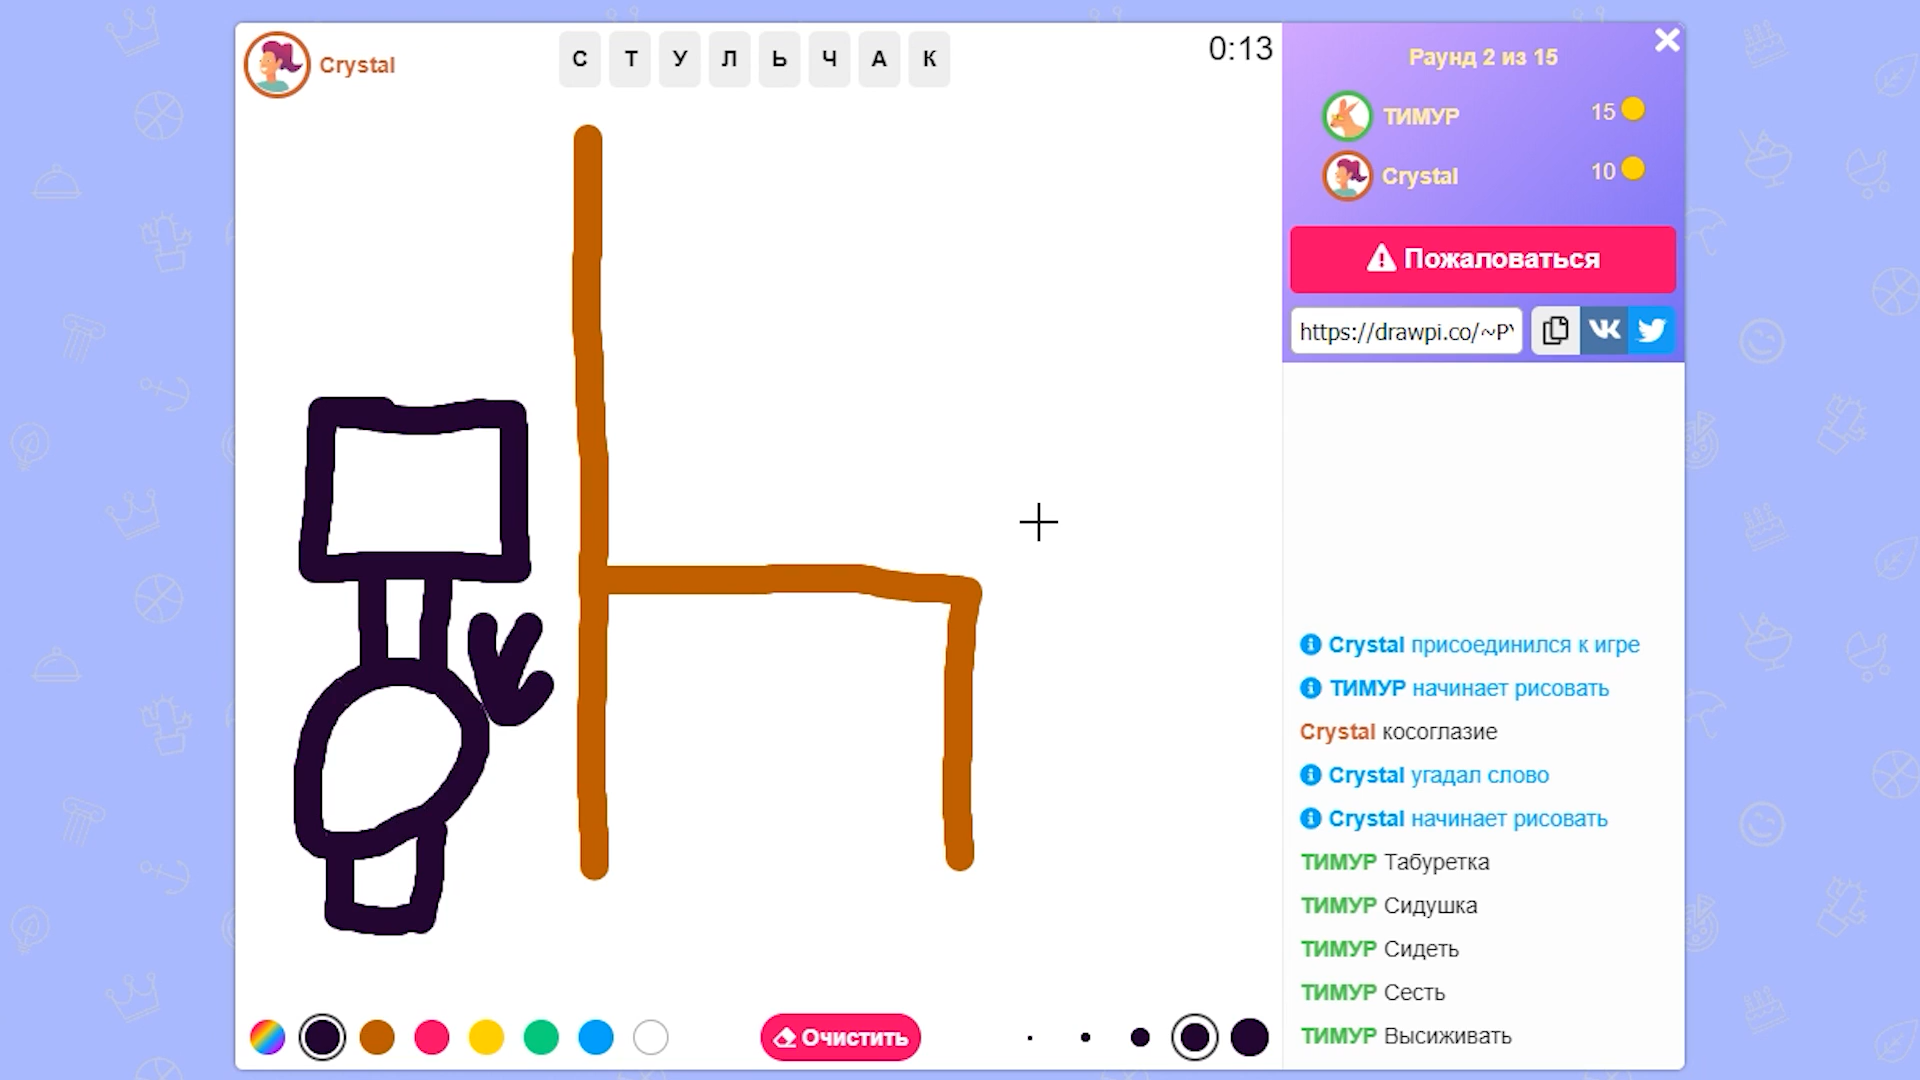 Crystal
СТУЛЬЧАК
0:13
Раунд 2 из 15
ТИМУР 15
Crystal 10
Пожаловаться
https://drawpi.co/~P
Crystal присоединился к игре
ТИМУР начинает рисовать
Crystal косоглазие
Crystal угадал слово
Crystal начинает рисовать
ТИМУР Табуретка
ТИМУР Сидушка
ТИМУР Сидеть
ТИМУР Сесть
ТИМУР Высиживать
Очистить